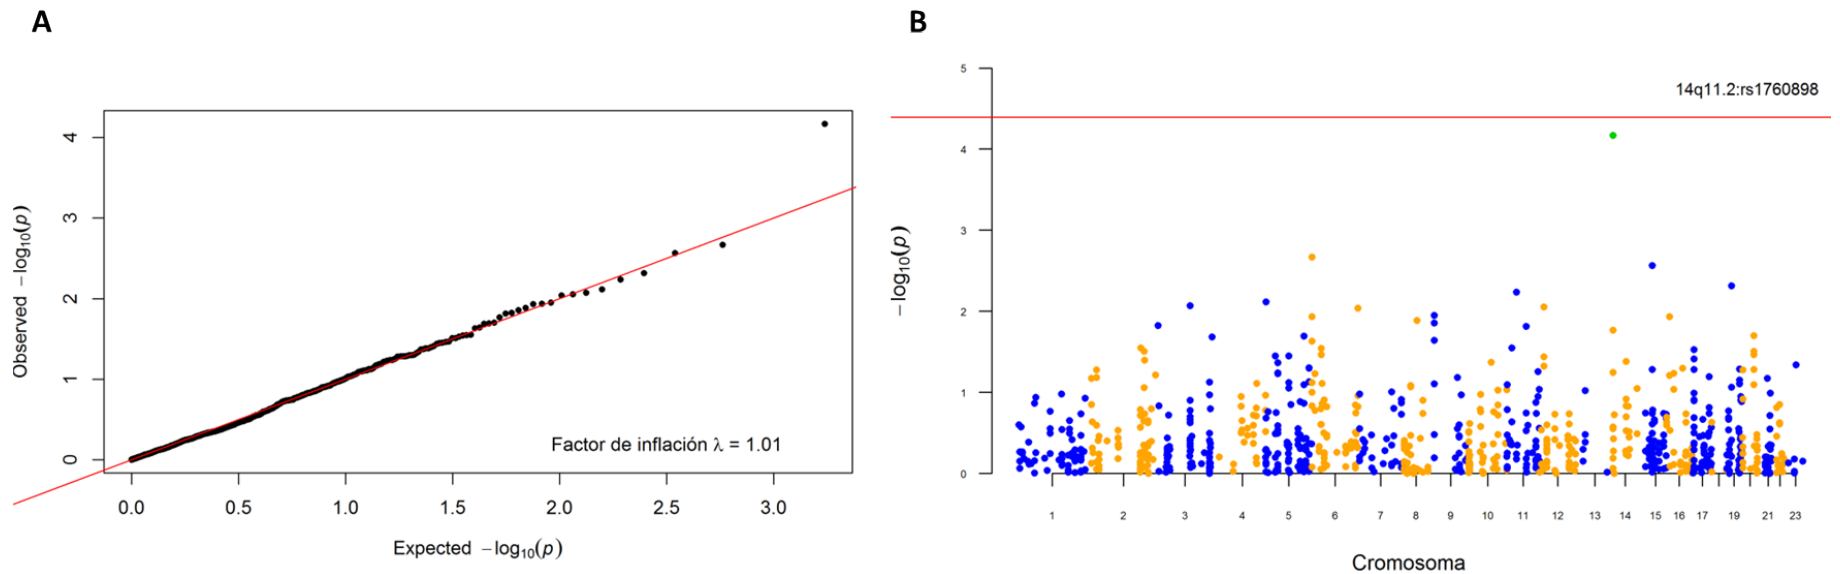 A
Observed −log10(p)
4
3
2
1
0
Factor de inflación λ = 1.01
0.0 0.5 1.0 1.5 2.0 2.5 3.0
Expected −log10(p)
B
−log10(p)
5
4
3
2
1
0
14q11.2:rs1760898
1 2 3 4 5 6 7 8 9 10 11 12 13 14 15 16 17 19 21 23
Cromosoma